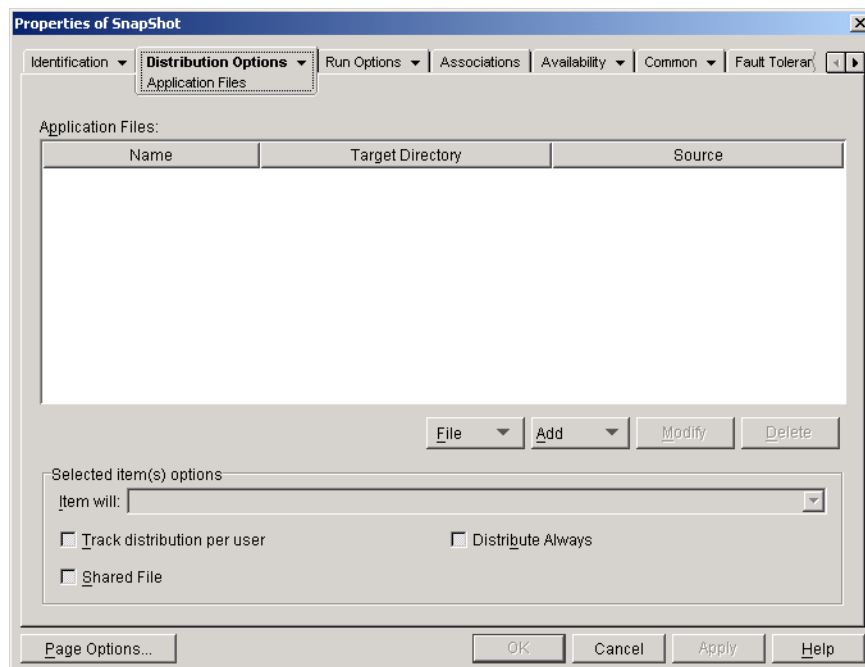 Properties of SnapShot
Identification Distribution Options Run Options Associations Availability Common Fault Toleran
Application Files
Application Files:
Name Target Directory Source
File Add Modify Delete
Selected item(s) options
Item will:
Track distribution per user Distribute Always
Shared File
Page Options... OK Cancel Apply Help